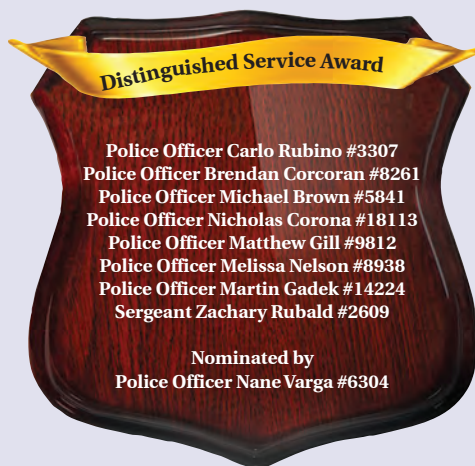 Distinguished Service Award
Police Officer Carlo Rubino #3307
Police Officer Brendan Corcoran #8261
Police Officer Michael Brown #5841
Police Officer Nicholas Corona #18113
Police Officer Matthew Gill #9812
Police Officer Melissa Nelson #8938
Police Officer Martin Gadek #14224
Sergeant Zachary Rubald #2609
Nominated by
Police Officer Nane Varga #6304